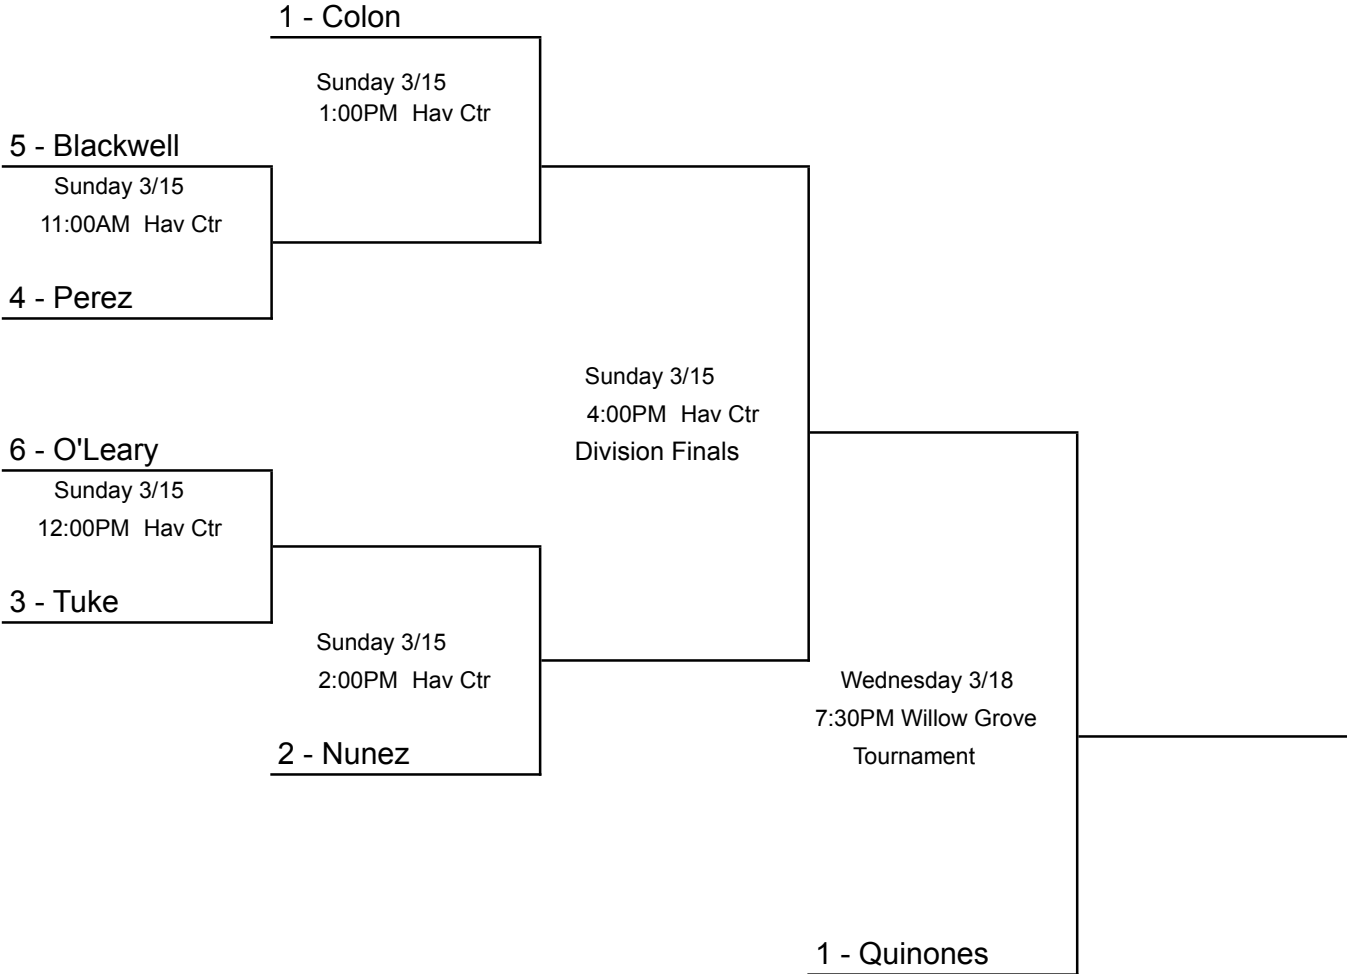 1 - Colon
Sunday 3/15
1:00PM Hav Ctr
5 - Blackwell
Sunday 3/15
11:00AM Hav Ctr
4 - Perez
Sunday 3/15
4:00PM Hav Ctr
Division Finals
6 - O'Leary
Sunday 3/15
12:00PM Hav Ctr
3 - Tuke
Sunday 3/15
2:00PM Hav Ctr
2 - Nunez
Wednesday 3/18
7:30PM Willow Grove
Tournament
1 - Quinones